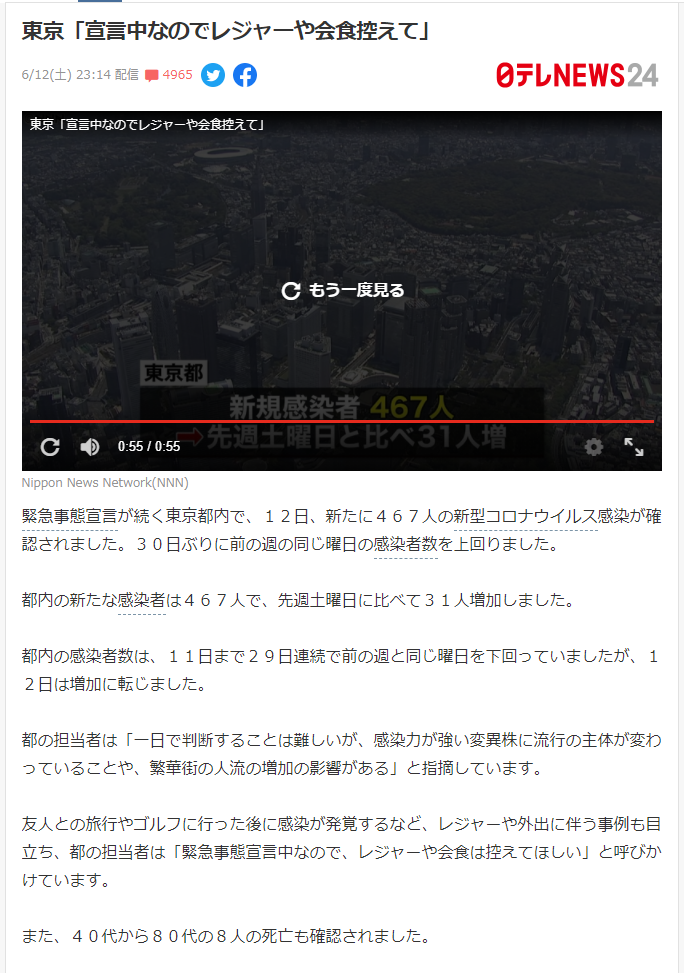 東京「宣言中なのでレジャーや会食控えて」
6/12(土) 23:14 配信 4965
日テレNEWS24
東京「宣言中なのでレジャーや会食控えて」
もう一度見る
東京都
新規感染者 467人
→先週土曜日と比べ31人増
0:55 / 0:55
Nippon News Network(NNN)
緊急事態宣言が続く東京都内で、１２日、新たに４６７人の新型コロナウイルス感染が確
認されました。３０日ぶりに前の週の同じ曜日の感染者数を上回りました。
都内の新たな感染者は４６７人で、先週土曜日に比べて３１人増加しました。
都内の感染者数は、１１日まで２９日連続で前の週と同じ曜日を下回っていましたが、１
２日は増加に転じました。
都の担当者は「一日で判断することは難しいが、感染力が強い変異株に流行の主体が変わ
っていることや、繁華街の人流の増加の影響がある」と指摘しています。
友人との旅行やゴルフに行った後に感染が発覚するなど、レジャーや外出に伴う事例も目
立ち、都の担当者は「緊急事態宣言中なので、レジャーや会食は控えてほしい」と呼びか
けています。
また、４０代から８０代の８人の死亡も確認されました。